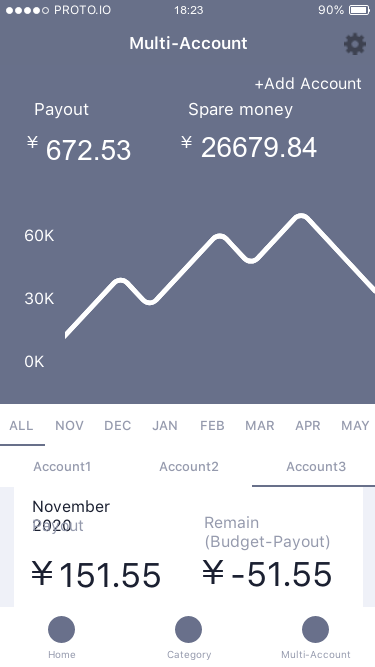 PROTO.IO 18:23 90%
Multi-Account
+Add Account
Payout Spare money
¥ 672.53 ¥ 26679.84
60K
30K
0K
ALL NOV DEC JAN FEB MAR APR MAY
Account1 Account2 Account3
November
2020
Payout
Remain
(Budget-Payout)
¥151.55 ¥-51.55
Home Category Multi-Account